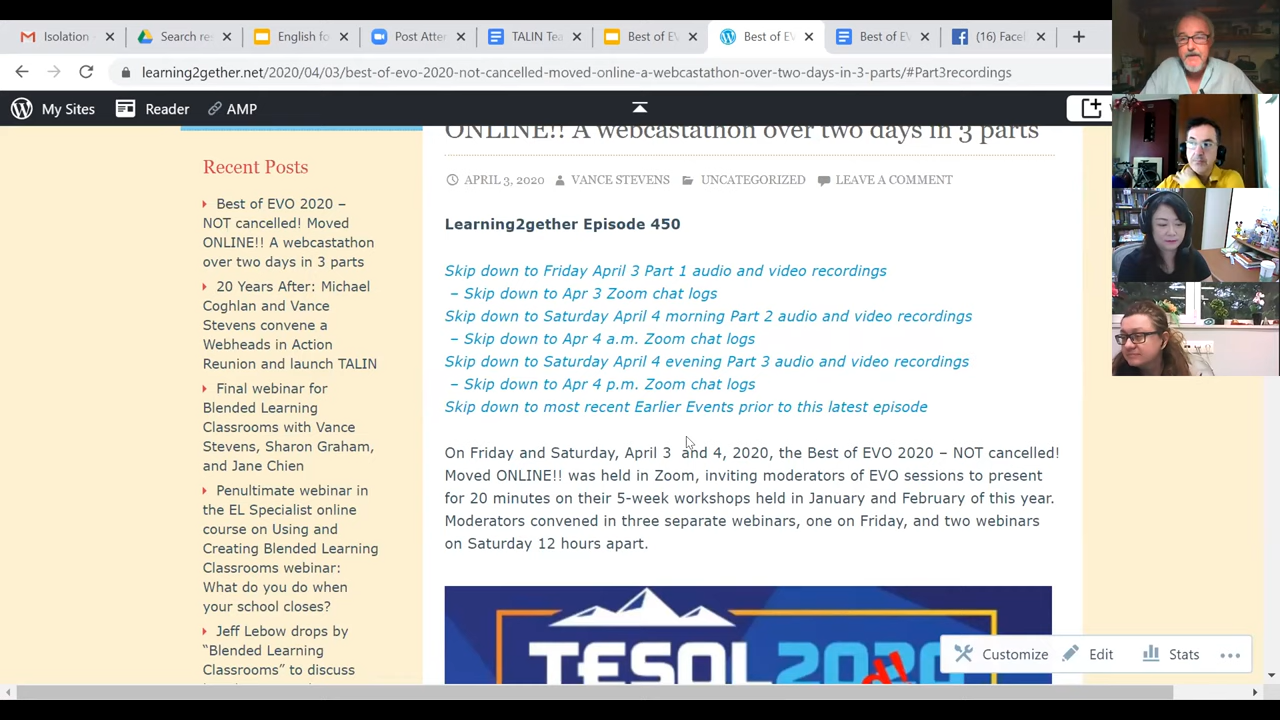 Isolation
Search re
English fo
Post Atte
TALIN Tea
Best of E
Best of E
Best of E
(16) Face
learning2gether.net/2020/04/03/best-of-evo-2020-not-cancelled-moved-online-a-webcastathon-over-two-days-in-3-parts/#Part3recordings
My Sites
Reader
AMP
ONLINE!! A webcastathon over two days in 3 parts
APRIL 3, 2020 VANCE STEVENS UNCATEGORIZED LEAVE A COMMENT
Recent Posts
Best of EVO 2020 –
NOT cancelled! Moved
ONLINE!! A webcastathon
over two days in 3 parts
20 Years After: Michael
Coghlan and Vance
Stevens convene a
Webheads in Action
Reunion and launch TALIN
Final webinar for
Blended Learning
Classrooms with Vance
Stevens, Sharon Graham,
and Jane Chien
Penultimate webinar in
the EL Specialist online
course on Using and
Creating Blended Learning
Classrooms webinar:
What do you do when
your school closes?
Jeff Lebow drops by
"Blended Learning
Classrooms" to discuss
Learning2gether Episode 450
Skip down to Friday April 3 Part 1 audio and video recordings
– Skip down to Apr 3 Zoom chat logs
Skip down to Saturday April 4 morning Part 2 audio and video recordings
– Skip down to Apr 4 a.m. Zoom chat logs
Skip down to Saturday April 4 evening Part 3 audio and video recordings
– Skip down to Apr 4 p.m. Zoom chat logs
Skip down to most recent Earlier Events prior to this latest episode
On Friday and Saturday, April 3 and 4, 2020, the Best of EVO 2020 – NOT cancelled!
Moved ONLINE!! was held in Zoom, inviting moderators of EVO sessions to present
for 20 minutes on their 5-week workshops held in January and February of this year.
Moderators convened in three separate webinars, one on Friday, and two webinars
on Saturday 12 hours apart.
TESOL 2020
Customize
Edit
Stats